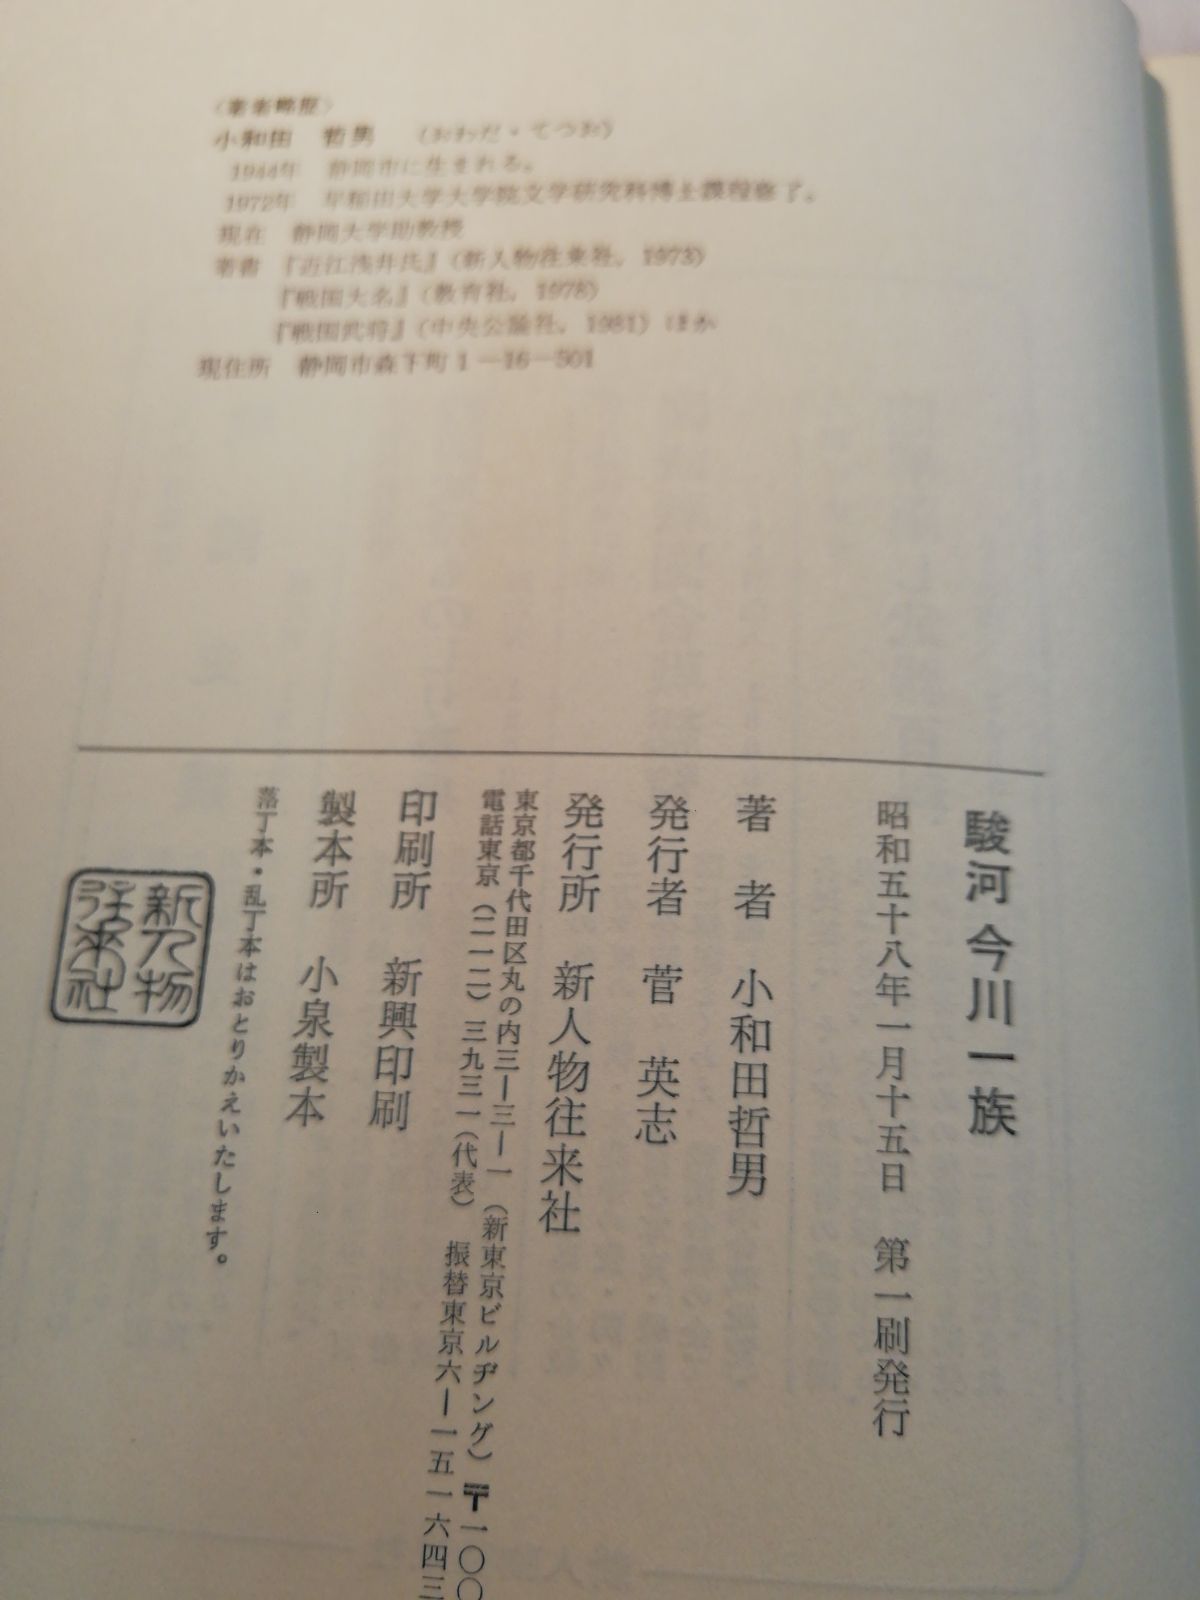 〈著者略歴〉
小和田 哲男 （おわだ・てつお）
1944年 静岡市に生まれる。
1972年 早稲田大学大学院文学研究科博士課程修了。
現在 静岡大学助教授
著書 『近江浅井氏』（新人物往来社，1973）
『戦国大名』（教育社，1978）
『戦国武将』（中央公論社，1981）ほか
現住所 静岡市森下町1－16－501
駿河今川一族
昭和五十八年一月十五日 第一刷発行
著者 小和田哲男
発行者 菅 英志
発行所 新人物往来社
東京都千代田区丸の内三―三―一（新東京ビルヂング）〒一〇〇
電話東京（二一二）三九三一（代表） 振替東京六―一五一六四三
印刷所 新興印刷
製本所 小泉製本
落丁本・乱丁本はおとりかえいたします。
新人物
往来社